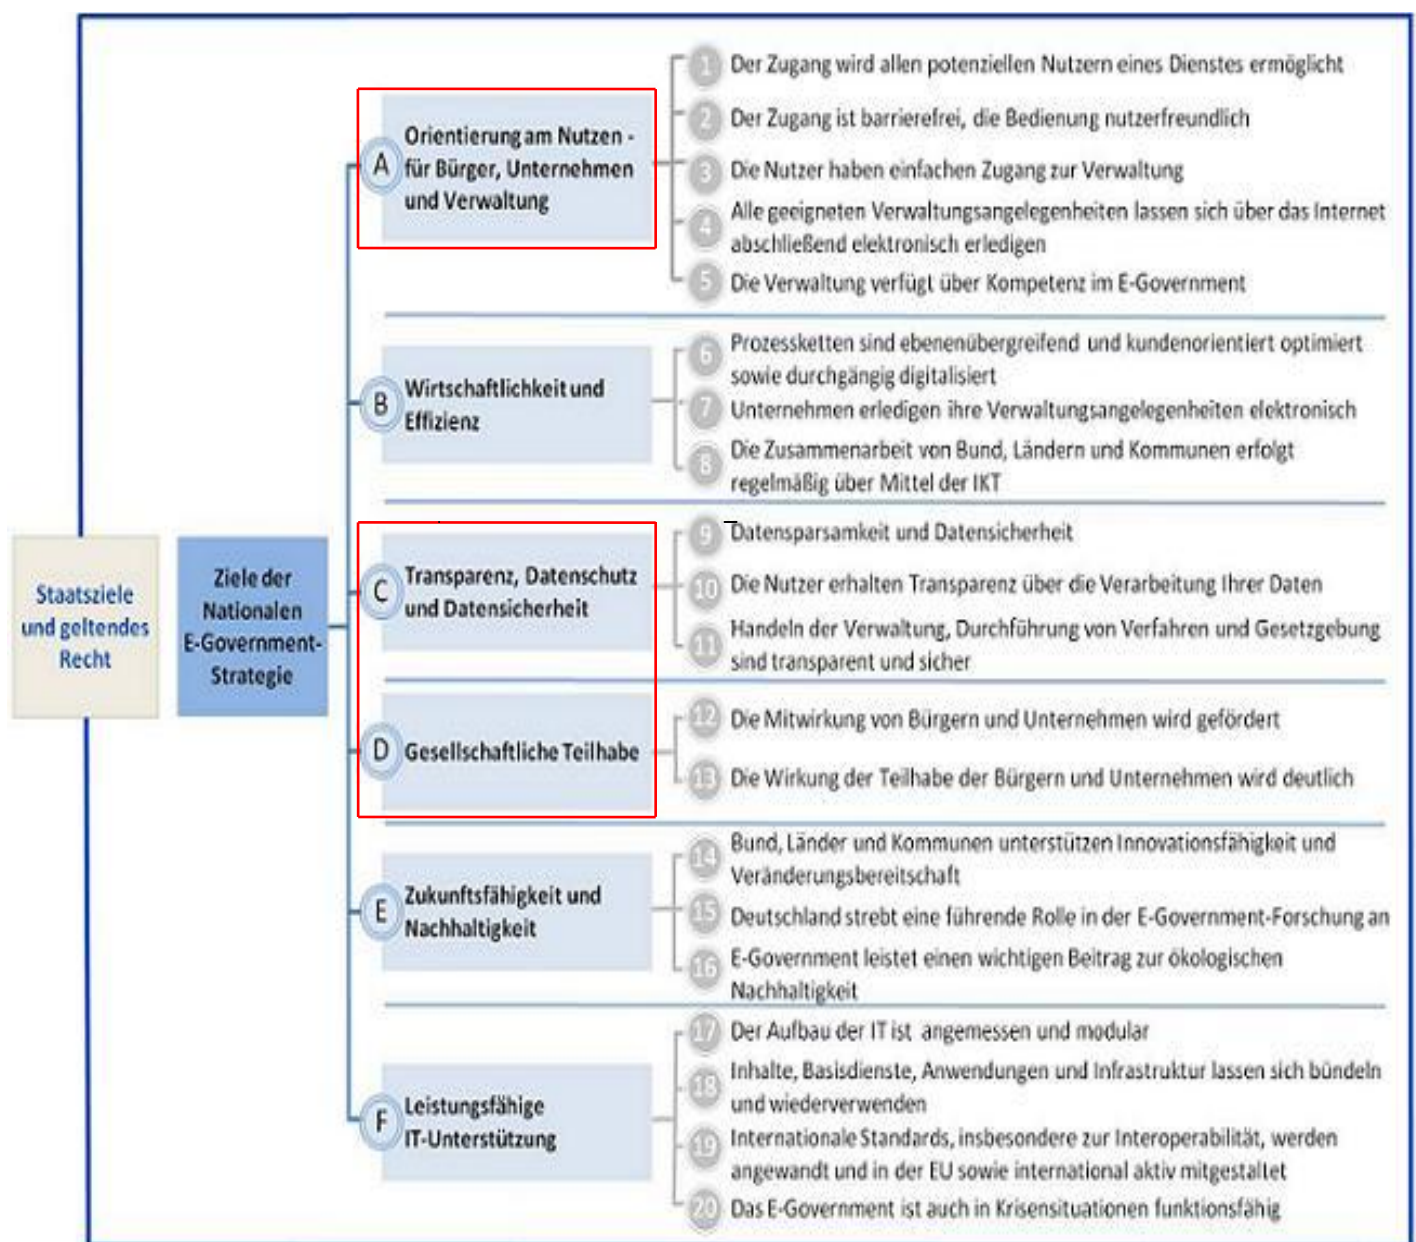 Staatsziele
und geltendes
Recht
Ziele der
Nationalen
E-Government-
Strategie
A
Orientierung am Nutzen -
für Bürger, Unternehmen
und Verwaltung
1 Der Zugang wird allen potenziellen Nutzern eines Dienstes ermöglicht
2 Der Zugang ist barrierefrei, die Bedienung nutzerfreundlich
3 Die Nutzer haben einfachen Zugang zur Verwaltung
4 Alle geeigneten Verwaltungsangelegenheiten lassen sich über das Internet
abschließend elektronisch erledigen
5 Die Verwaltung verfügt über Kompetenz im E-Government
B
Wirtschaftlichkeit und
Effizienz
6 Prozessketten sind ebenenübergreifend und kundenorientiert optimiert
sowie durchgängig digitalisiert
7 Unternehmen erledigen ihre Verwaltungsangelegenheiten elektronisch
8 Die Zusammenarbeit von Bund, Ländern und Kommunen erfolgt
regelmäßig über Mittel der IKT
C
Transparenz, Datenschutz
und Datensicherheit
9 Datensparsamkeit und Datensicherheit
10 Die Nutzer erhalten Transparenz über die Verarbeitung Ihrer Daten
11 Handeln der Verwaltung, Durchführung von Verfahren und Gesetzgebung
sind transparent und sicher
D
Gesellschaftliche Teilhabe
12 Die Mitwirkung von Bürgern und Unternehmen wird gefördert
13 Die Wirkung der Teilhabe der Bürgern und Unternehmen wird deutlich
E
Zukunftsfähigkeit und
Nachhaltigkeit
14 Bund, Länder und Kommunen unterstützen Innovationsfähigkeit und
Veränderungsbereitschaft
15 Deutschland strebt eine führende Rolle in der E-Government-Forschung an
16 E-Government leistet einen wichtigen Beitrag zur ökologischen
Nachhaltigkeit
F
Leistungsfähige
IT-Unterstützung
17 Der Aufbau der IT ist angemessen und modular
18 Inhalte, Basisdienste, Anwendungen und Infrastruktur lassen sich bündeln
und wiederverwenden
19 Internationale Standards, insbesondere zur Interoperabilität, werden
angewandt und in der EU sowie international aktiv mitgestaltet
20 Das E-Government ist auch in Krisensituationen funktionsfähig